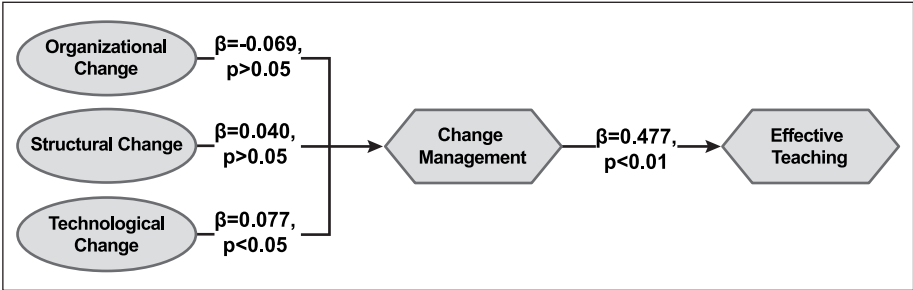 Organizational
Change
β=-0.069,
p>0.05
Structural Change
β=0.040,
p>0.05
Technological
Change
β=0.077,
p<0.05
Change
Management
β=0.477,
p<0.01
Effective
Teaching